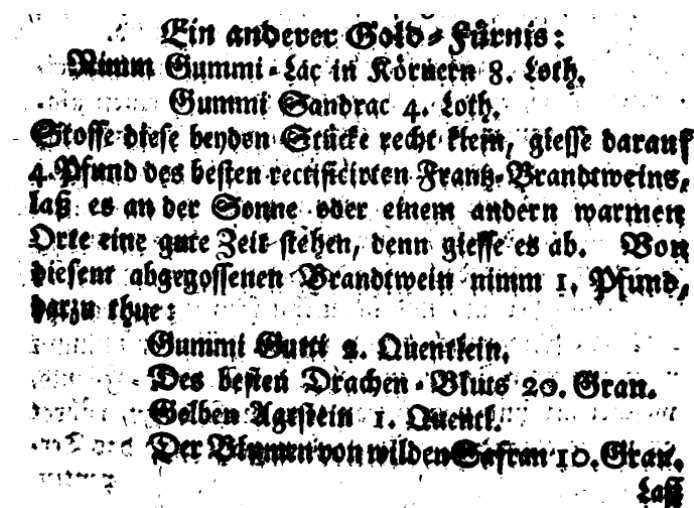 Ein anderer Gold-Fürnis:
Nimm Gummi-Lac in Körnern 8. Loth.
Gummi Sandrac 4. Loth.
Stosse diese beyden Stücke recht klein, giesse darauf
4. Pfund des besten rectificirten Frantz-Brandtweins,
laß es an der Sonne oder einem andern warmen
Orte eine gute Zeit stehen, denn giesse es ab. Von
diesem abgegossenen Brandtwein nimm 1. Pfund,
darzu thue:
Gummi Gutti 2. Quentlein.
Des besten Drachen-Bluts 20. Gran.
Gelben Agtstein 1. Quentl.
Der Blumen von wilden Safran 10. Gran.
Laß